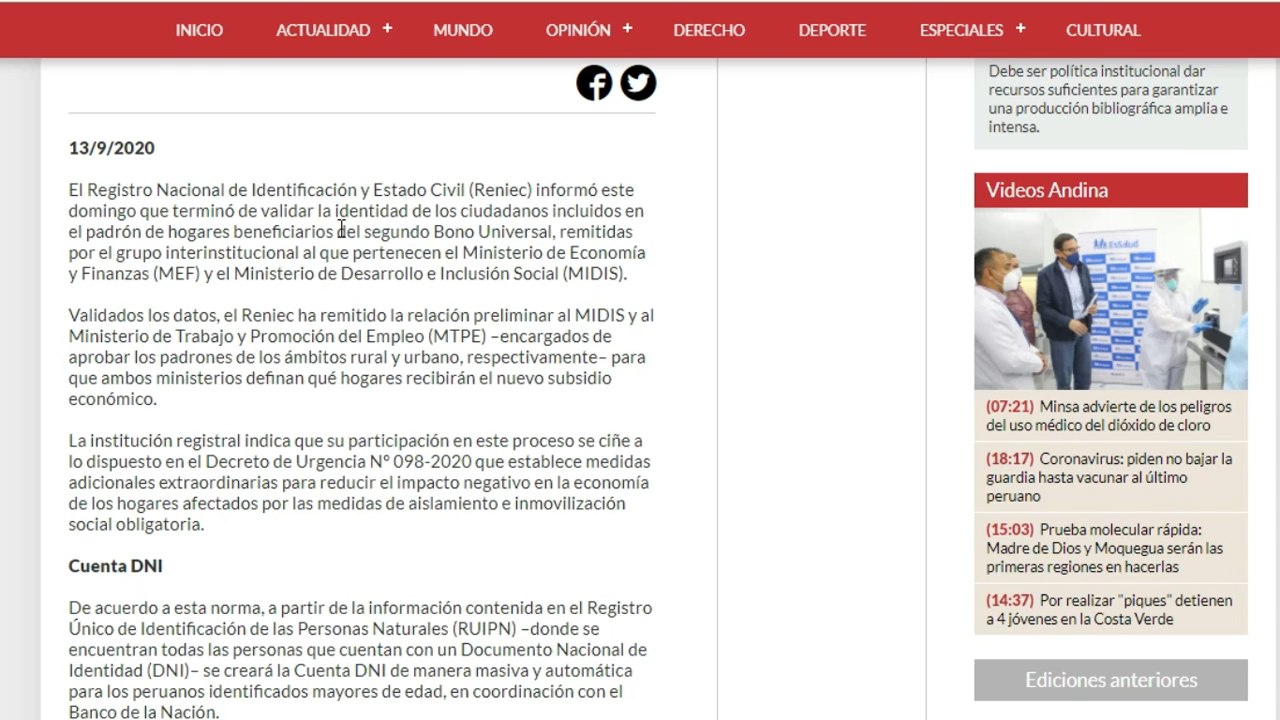 INICIO ACTUALIDAD + MUNDO OPINIÓN + DERECHO DEPORTE ESPECIALES + CULTURAL
13/9/2020
El Registro Nacional de Identificación y Estado Civil (Reniec) informó este
domingo que terminó de validar la identidad de los ciudadanos incluidos en
el padrón de hogares beneficiarios del segundo Bono Universal, remitidas
por el grupo interinstitucional al que pertenecen el Ministerio de Economía
y Finanzas (MEF) y el Ministerio de Desarrollo e Inclusión Social (MIDIS).
Validados los datos, el Reniec ha remitido la relación preliminar al MIDIS y al
Ministerio de Trabajo y Promoción del Empleo (MTPE) –encargados de
aprobar los padrones de los ámbitos rural y urbano, respectivamente– para
que ambos ministerios definan qué hogares recibirán el nuevo subsidio
económico.
La institución registral indica que su participación en este proceso se ciñe a
lo dispuesto en el Decreto de Urgencia Nº 098-2020 que establece medidas
adicionales extraordinarias para reducir el impacto negativo en la economía
de los hogares afectados por las medidas de aislamiento e inmovilización
social obligatoria.
Cuenta DNI
De acuerdo a esta norma, a partir de la información contenida en el Registro
Único de Identificación de las Personas Naturales (RUIPN) –donde se
encuentran todas las personas que cuentan con un Documento Nacional de
Identidad (DNI)– se creará la Cuenta DNI de manera masiva y automática
para los peruanos identificados mayores de edad, en coordinación con el
Banco de la Nación.
Debe ser política institucional dar
recursos suficientes para garantizar
una producción bibliográfica amplia e
intensa.
Videos Andina
EsSalud
(07:21) Minsa advierte de los peligros
del uso médico del dióxido de cloro
(18:17) Coronavirus: piden no bajar la
guardia hasta vacunar al último
peruano
(15:03) Prueba molecular rápida:
Madre de Dios y Moquegua serán las
primeras regiones en hacerlas
(14:37) Por realizar "piques" detienen
a 4 jóvenes en la Costa Verde
Ediciones anteriores